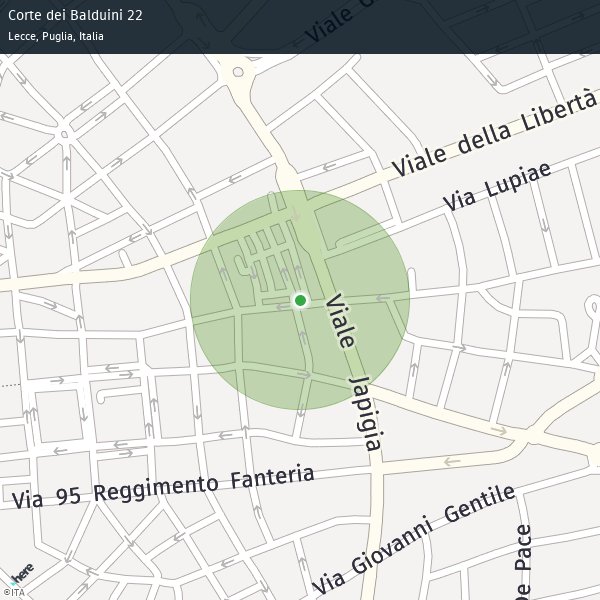 Corte dei Balduini 22
Lecce, Puglia, Italia
Viale della Libertà
Via Lupiae
Viale Japigia
Via 95 Reggimento Fanteria
Via Giovanni Gentile
Pace
here
©ITA